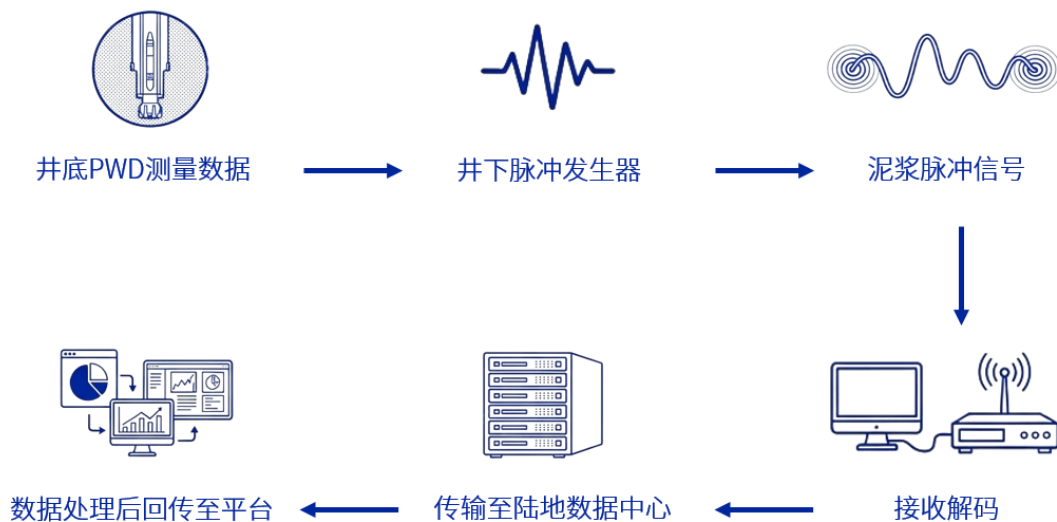 井底PWD测量数据
井下脉冲发生器
泥浆脉冲信号
接收解码
传输至陆地数据中心
数据处理后回传至平台